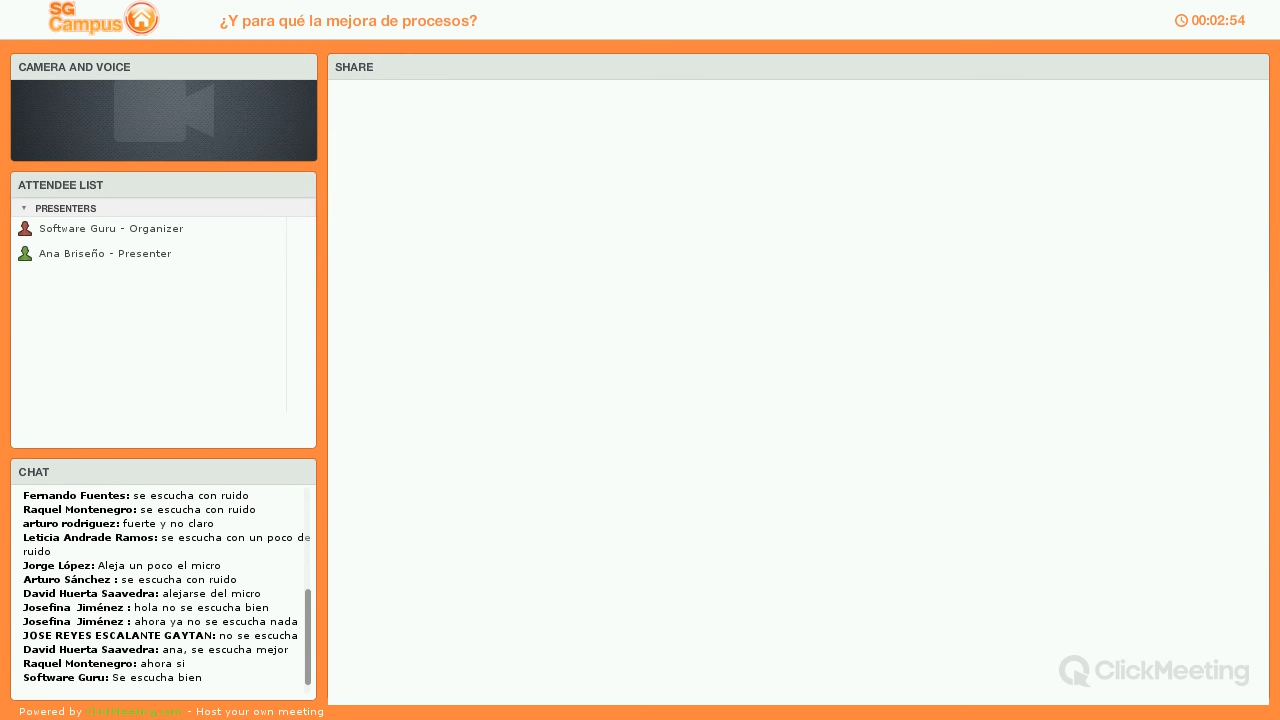 SG
Campus
¿Y para qué la mejora de procesos?
00:02:54
CAMERA AND VOICE
ATTENDEE LIST
PRESENTERS
Software Guru - Organizer
Ana Briseño - Presenter
CHAT
Fernando Fuentes: se escucha con ruido
Raquel Montenegro: se escucha con ruido
arturo rodriguez: fuerte y no claro
Leticia Andrade Ramos: se escucha con un poco de
ruido
Jorge López: Aleja un poco el micro
Arturo Sánchez : se escucha con ruido
David Huerta Saavedra: alejarse del micro
Josefina Jiménez : hola no se escucha bien
Josefina Jiménez : ahora ya no se escucha nada
JOSE REYES ESCALANTE GAYTAN: no se escucha
David Huerta Saavedra: ana, se escucha mejor
Raquel Montenegro: ahora si
Software Guru: Se escucha bien
Powered by ClickMeeting.com - Host your own meeting
SHARE
ClickMeeting